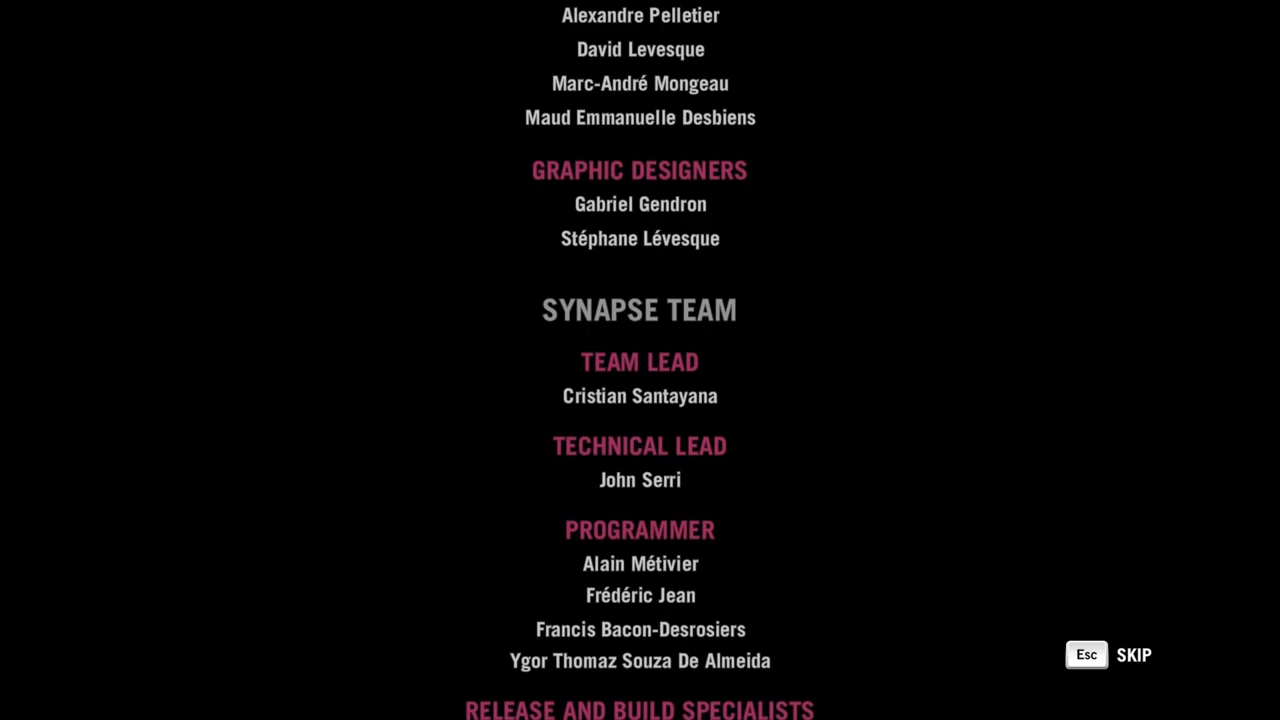 Alexandre Pelletier
David Levesque
Marc-André Mongeau
Maud Emmanuelle Desbiens
GRAPHIC DESIGNERS
Gabriel Gendron
Stéphane Lévesque
SYNAPSE TEAM
TEAM LEAD
Cristian Santayana
TECHNICAL LEAD
John Serri
PROGRAMMER
Alain Métivier
Frédéric Jean
Francis Bacon-Desrosiers
Ygor Thomaz Souza De Almeida
Esc SKIP
RELEASE AND BUILD SPECIALISTS